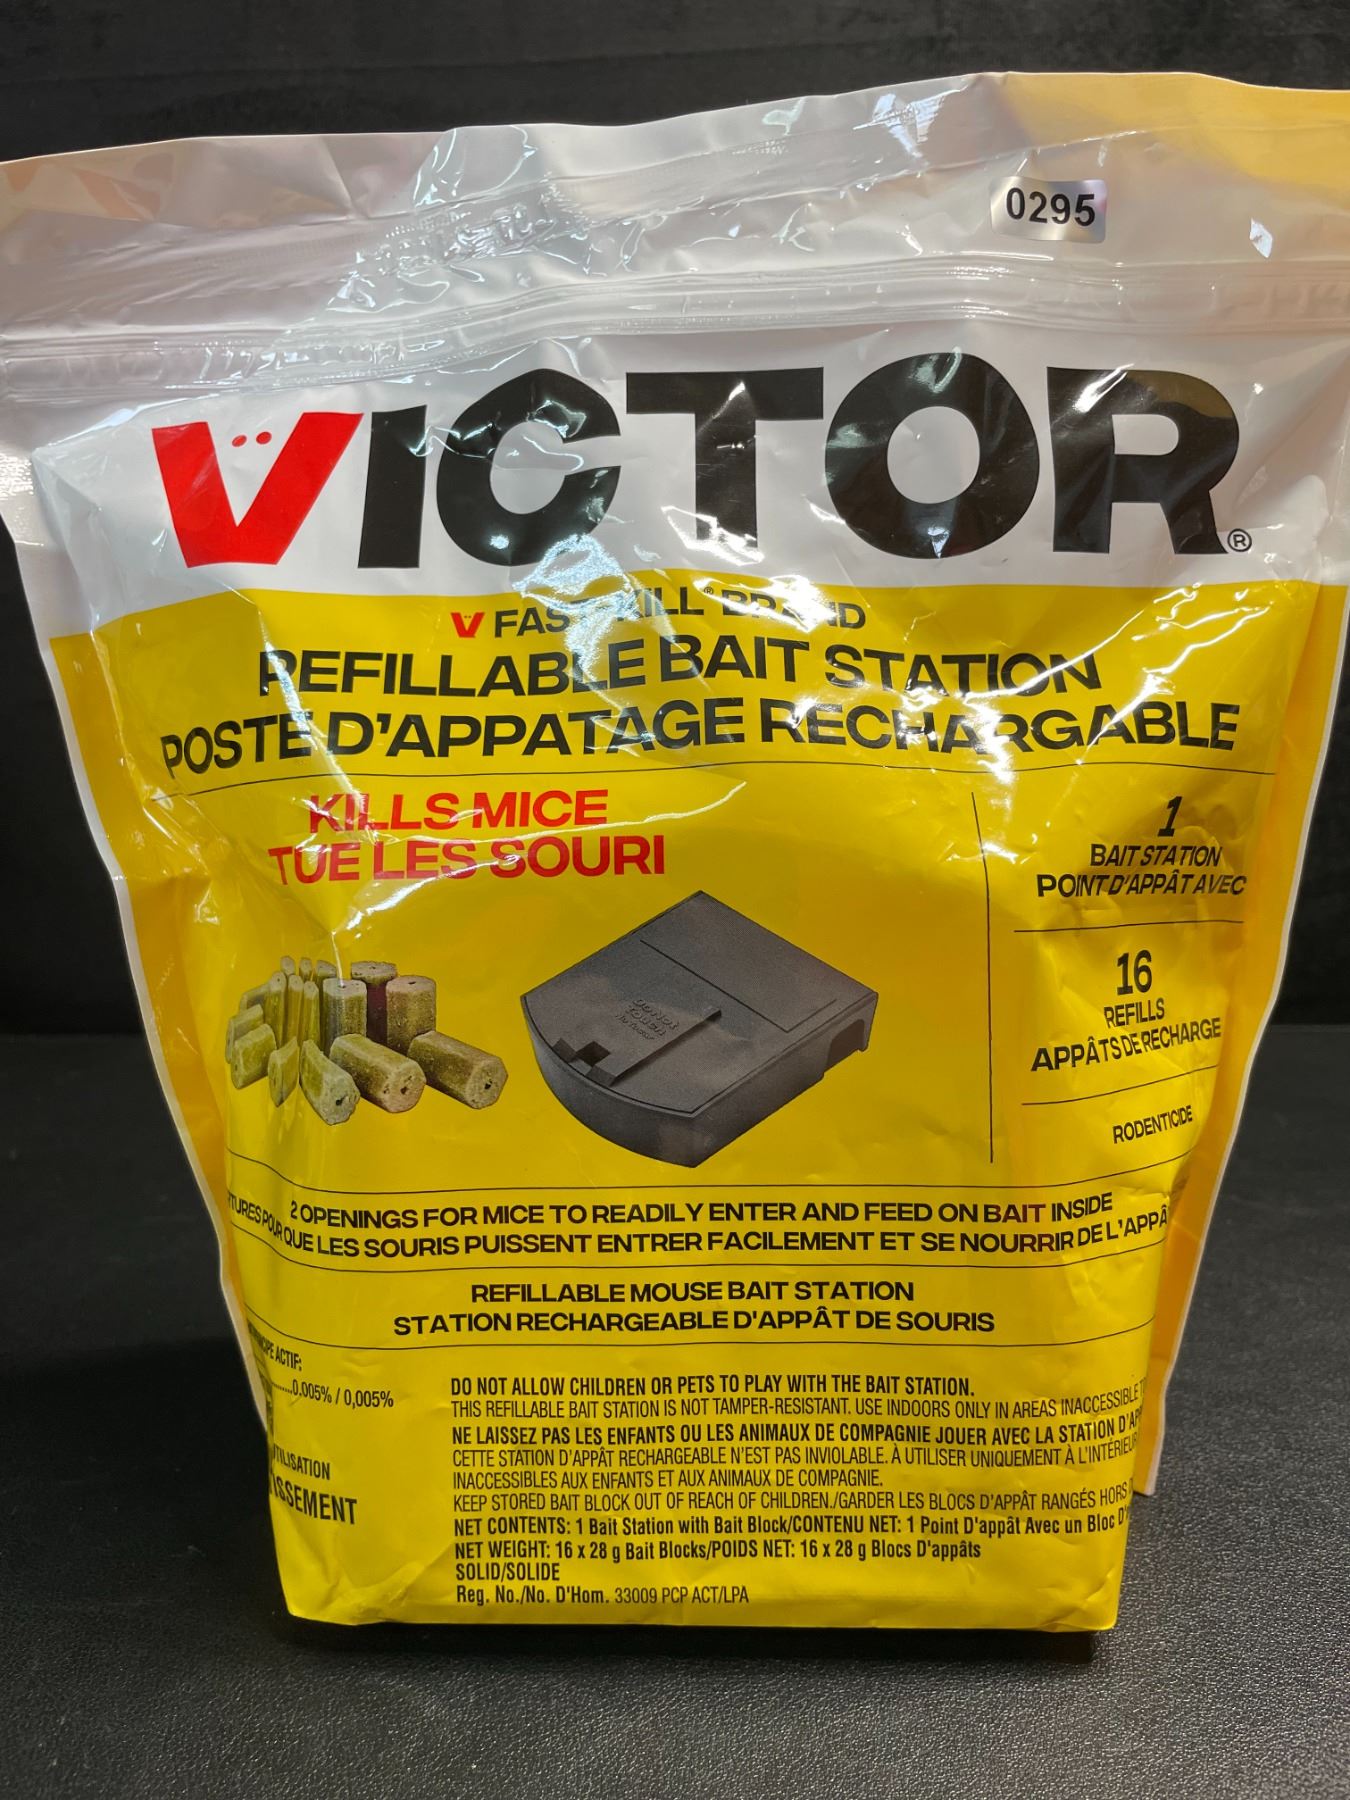 0295
VICTOR®
FAST-KILL® BRAND
REFILLABLE BAIT STATION
POSTE D'APPATAGE RECHARGABLE
KILLS MICE
TUE LES SOURI
1
BAIT STATION
POINT D'APPÂT AVEC
16
REFILLS
APPÂTS DE RECHARGE
RODENTICIDE
DO NOT
TOUCH
2 OPENINGS FOR MICE TO READILY ENTER AND FEED ON BAIT INSIDE
TURES POUR QUE LES SOURIS PUISSENT ENTRER FACILEMENT ET SE NOURRIR DE L'APPÂ
REFILLABLE MOUSE BAIT STATION
STATION RECHARGEABLE D'APPÂT DE SOURIS
ACTIF:
......0.005% / 0,005%
TILISATION
ISSEMENT
DO NOT ALLOW CHILDREN OR PETS TO PLAY WITH THE BAIT STATION.
THIS REFILLABLE BAIT STATION IS NOT TAMPER-RESISTANT. USE INDOORS ONLY IN AREAS INACCESSIBLE
NE LAISSEZ PAS LES ENFANTS OU LES ANIMAUX DE COMPAGNIE JOUER AVEC LA STATION D'AP
CETTE STATION D'APPÂT RECHARGEABLE N'EST PAS INVIOLABLE. À UTILISER UNIQUEMENT À L'INTÉRIEUR
INACCESSIBLES AUX ENFANTS ET AUX ANIMAUX DE COMPAGNIE.
KEEP STORED BAIT BLOCK OUT OF REACH OF CHILDREN./GARDER LES BLOCS D'APPÂT RANGÉS HORS
NET CONTENTS: 1 Bait Station with Bait Block/CONTENU NET: 1 Point D'appât Avec un Bloc
NET WEIGHT: 16 x 28 g Bait Blocks/POIDS NET: 16 x 28 g Blocs D'appâts
SOLID/SOLIDE
Reg. No./No. D'Hom. 33009 PCP ACT/LPA